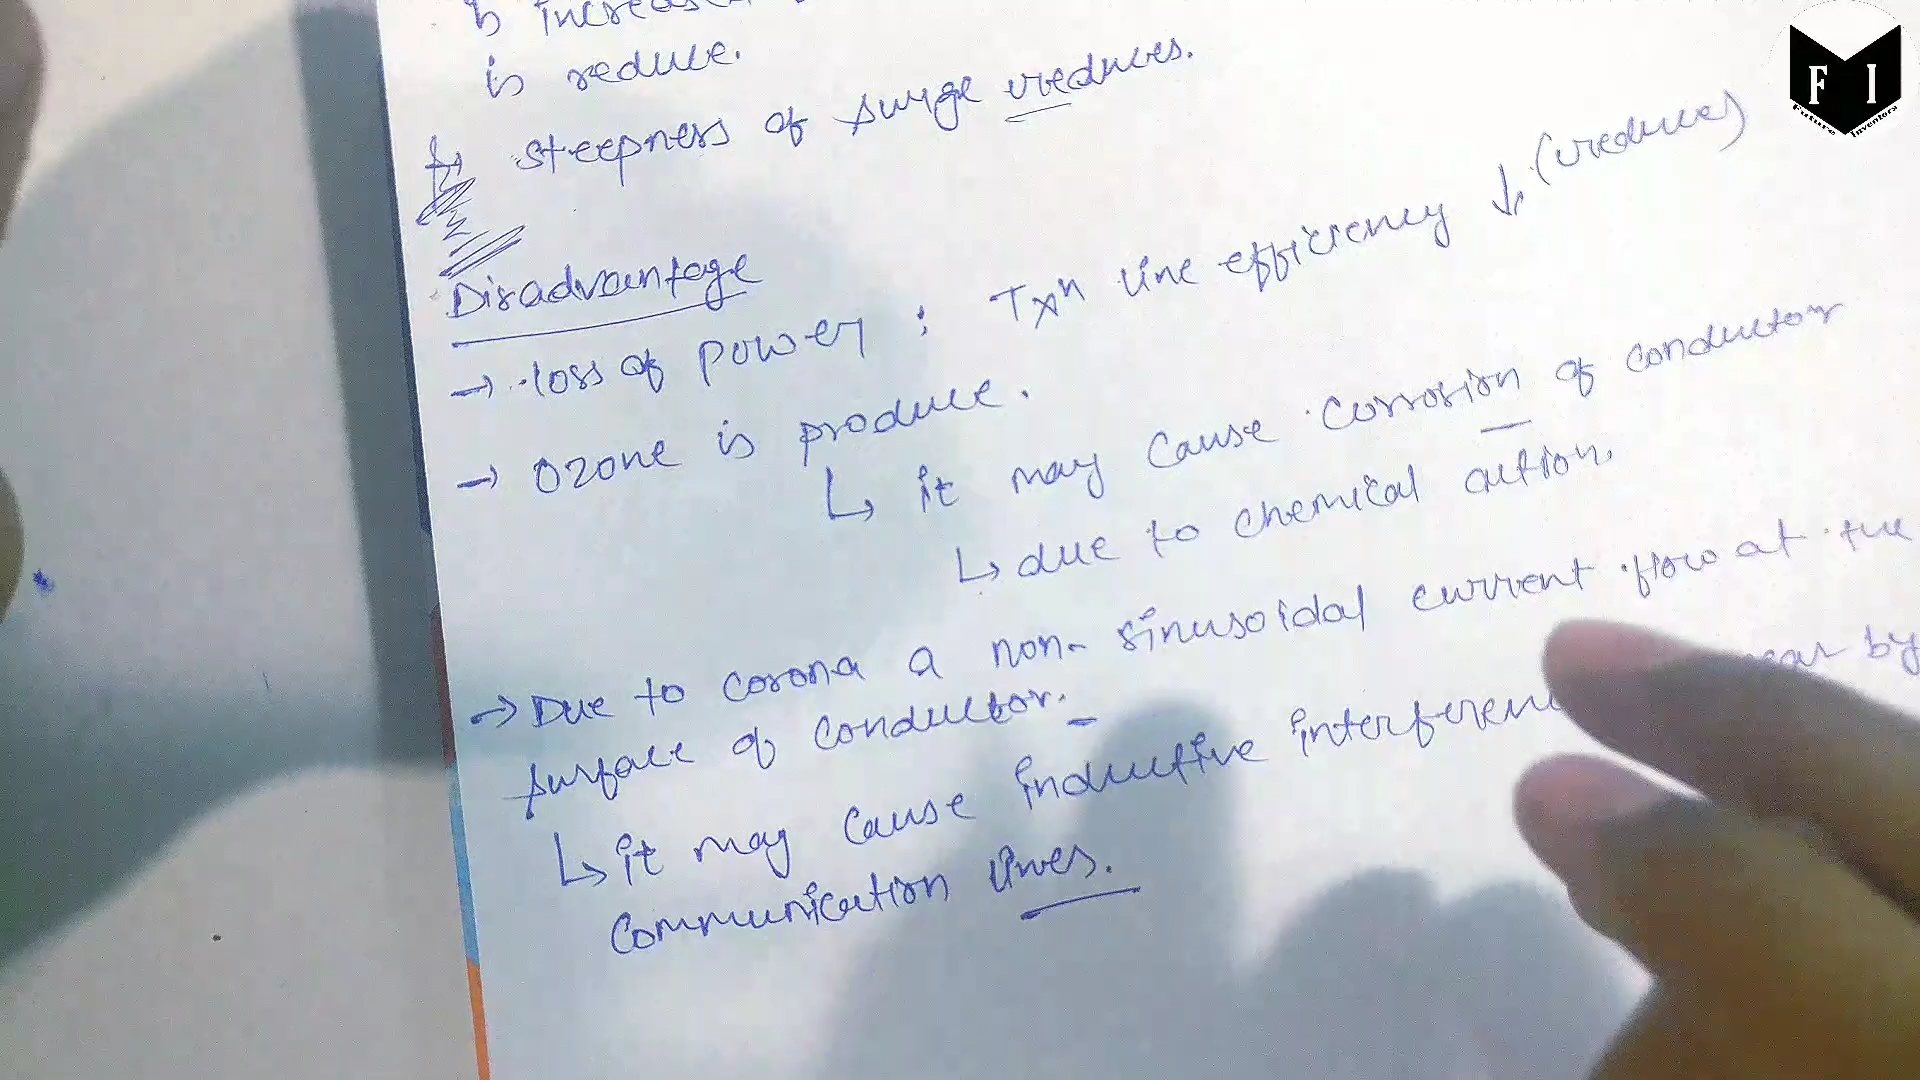 is reduce.
↳ steepness of surge reduces.
Disadvantage
→ loss of power : Txn line efficiency ↓, (reduce)
→ Ozone is produce.
↳ it may cause corrosion of conductor
↳ due to chemical action.
→ Due to corona a non-sinusoidal current flow at the
surface of conductor.
↳ it may cause inductive by
communication lines.
F I
Future Inventors